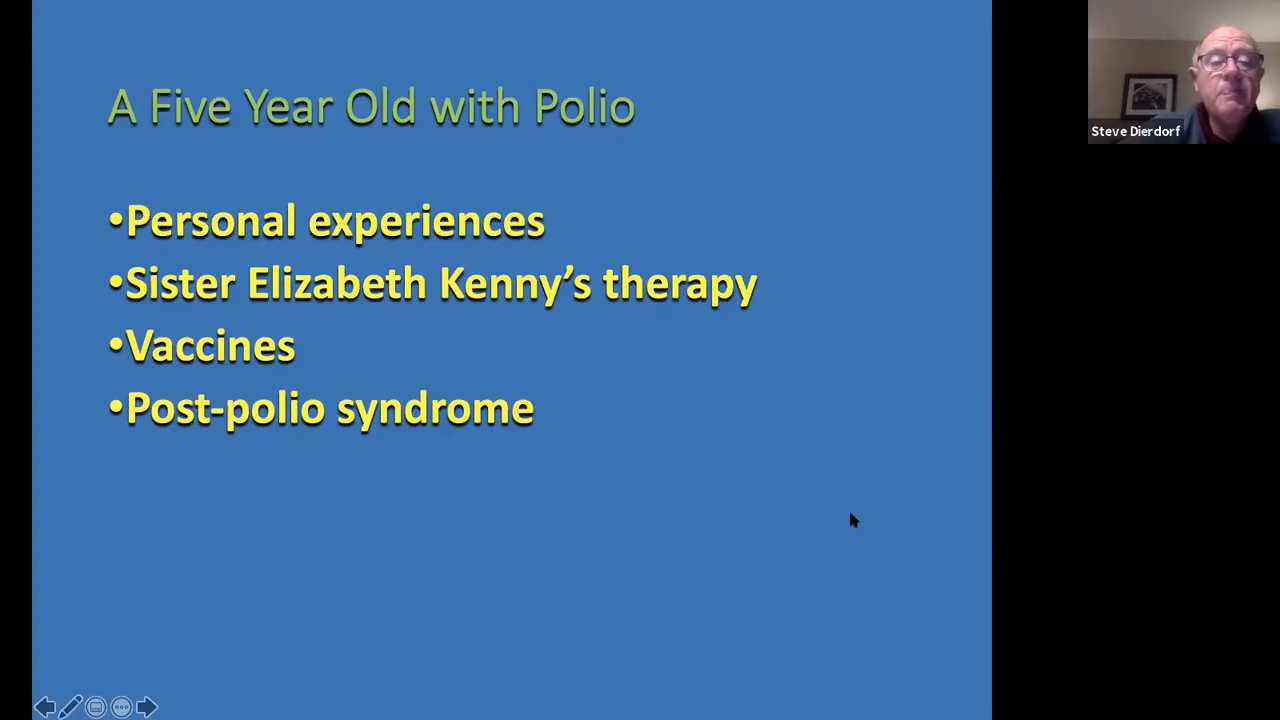 A Five Year Old with Polio
•Personal experiences
•Sister Elizabeth Kenny’s therapy
•Vaccines
•Post-polio syndrome
Steve Dierdorf